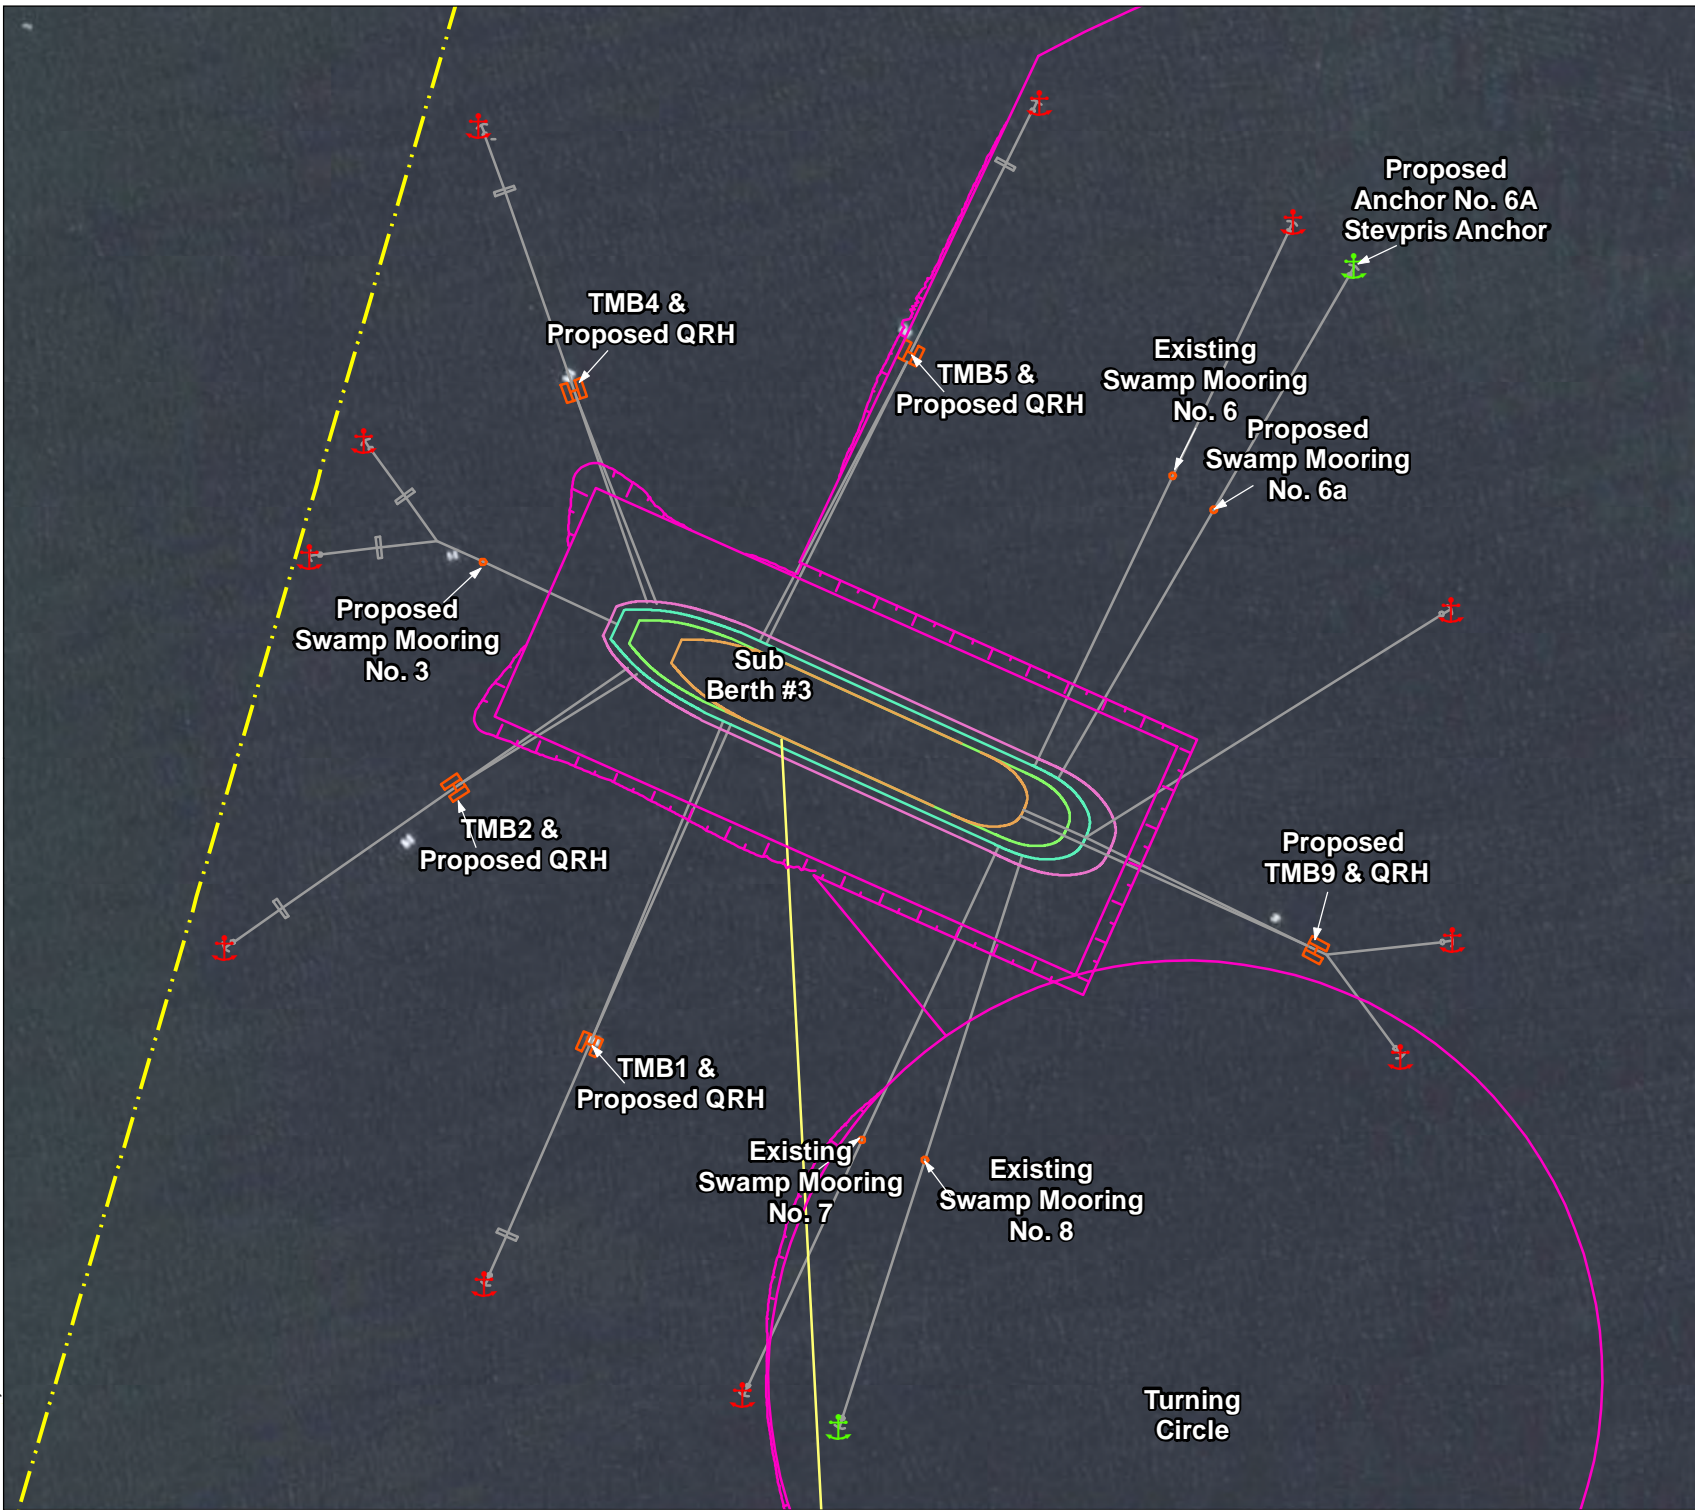 Proposed
Anchor No. 6A
Stevpris Anchor
TMB4 &
Proposed QRH
TMB5 &
Proposed QRH
Existing
Swamp Mooring
No. 6
Proposed
Swamp Mooring
No. 6a
Proposed
Swamp Mooring
No. 3
Sub
Berth #3
TMB2 &
Proposed QRH
Proposed
TMB9 & QRH
TMB1 &
Proposed QRH
Existing
Swamp Mooring
No. 7
Existing
Swamp Mooring
No. 8
Turning
Circle